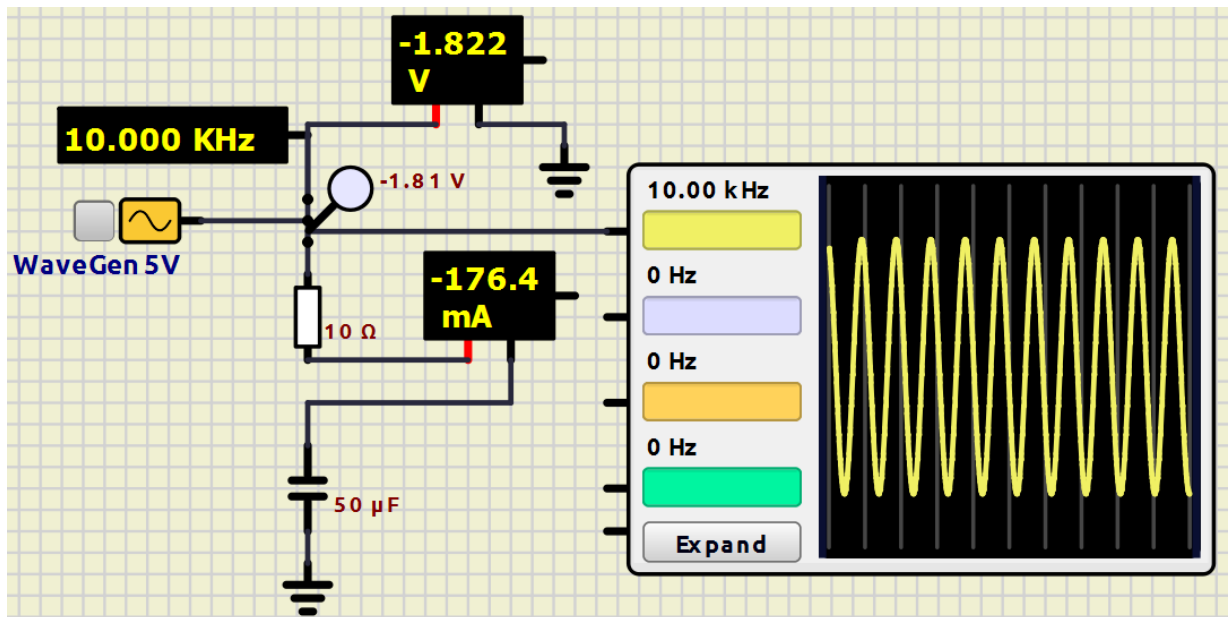 -1.822
V
10.000 KHz
-1.81 V
WaveGen 5V
10 Ω
-176.4
mA
50 µF
10.00 kHz
0 Hz
0 Hz
0 Hz
Expand